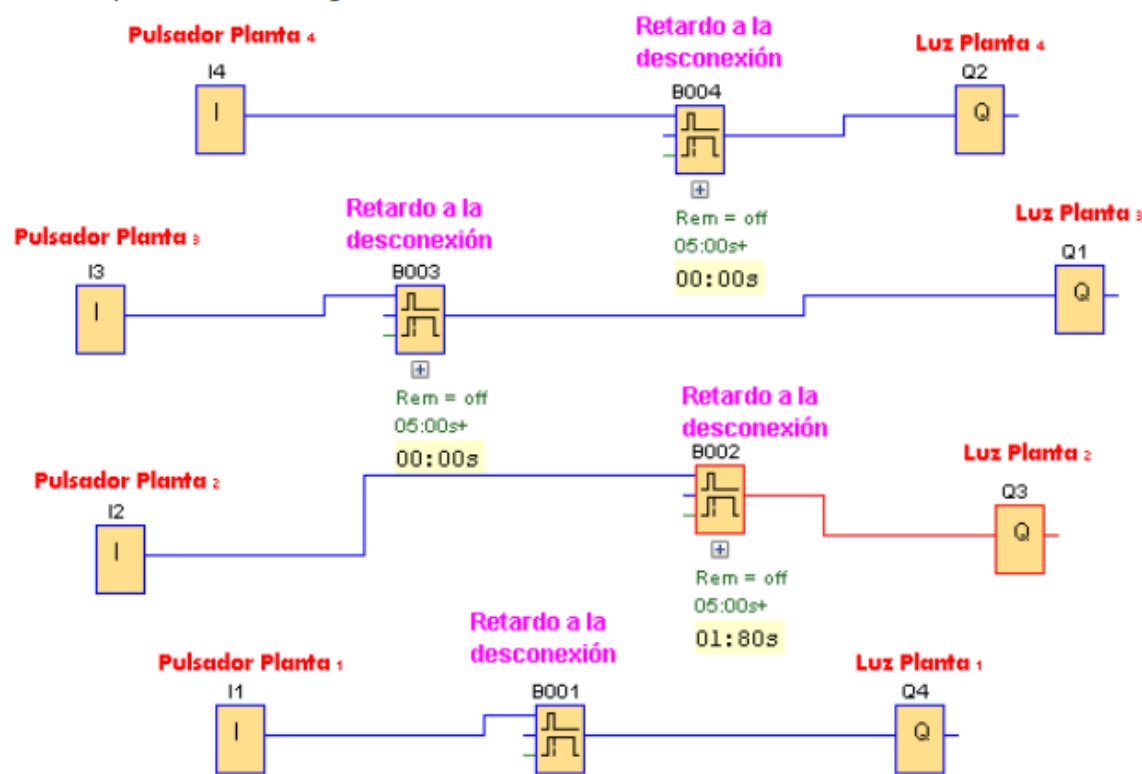 Pulsador Planta 4
Retardo a la
desconexión
Luz Planta 4
I4
B004
Q2
I
Q
Rem = off
05:00s+
00:00s
Pulsador Planta 3
Retardo a la
desconexión
Luz Planta 3
I3
B003
Q1
I
Q
Rem = off
05:00s+
00:00s
Pulsador Planta 2
Retardo a la
desconexión
Luz Planta 2
I2
B002
Q3
I
Q
Rem = off
05:00s+
01:80s
Pulsador Planta 1
Retardo a la
desconexión
Luz Planta 1
I1
B001
Q4
I
Q